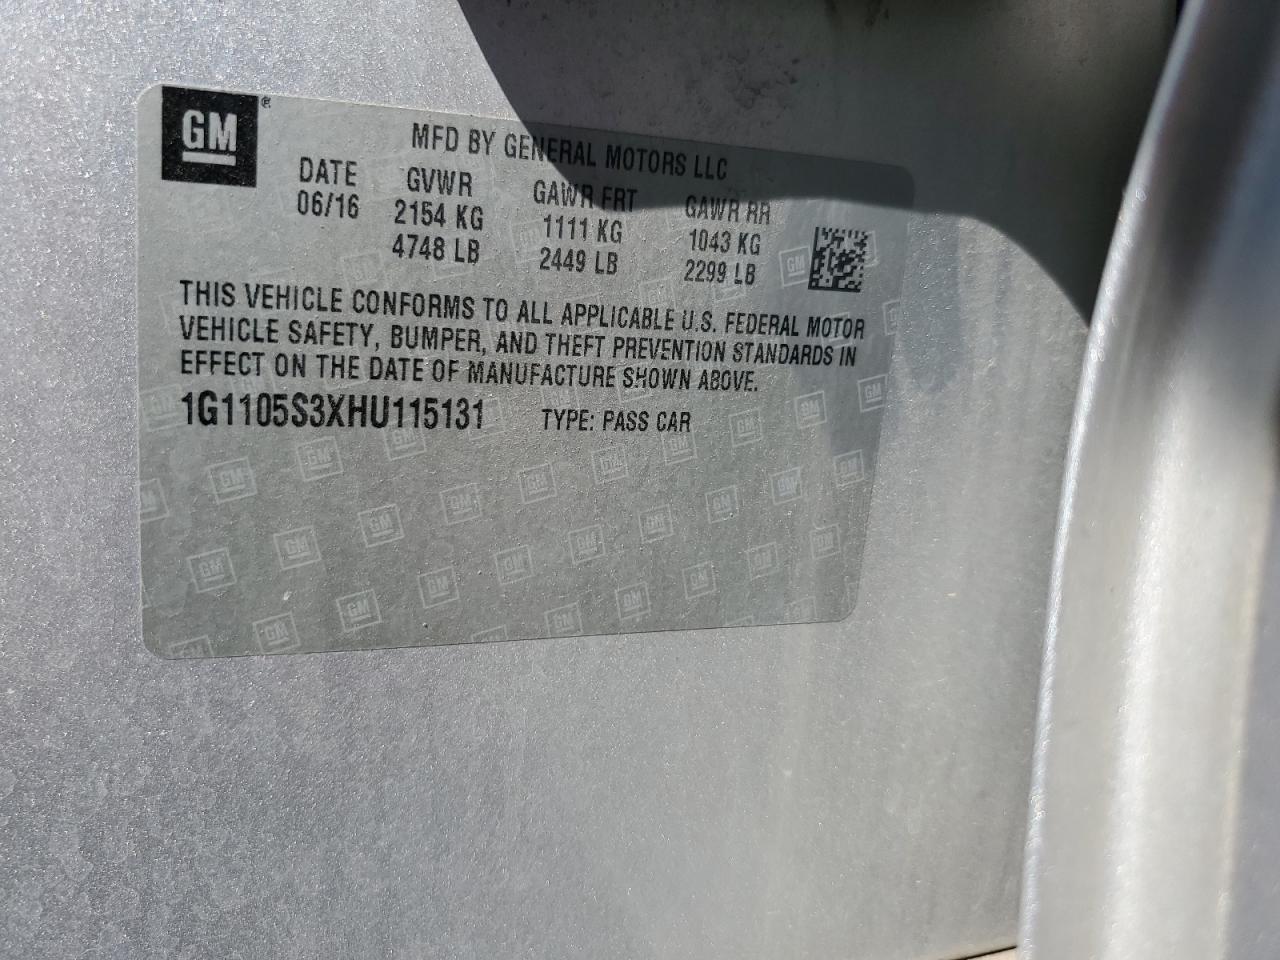 GM ®
MFD BY GENERAL MOTORS LLC
DATE GVWR GAWR FRT GAWR RR
06/16 2154 KG 1111 KG 1043 KG
4748 LB 2449 LB 2299 LB
THIS VEHICLE CONFORMS TO ALL APPLICABLE U.S. FEDERAL MOTOR
VEHICLE SAFETY, BUMPER, AND THEFT PREVENTION STANDARDS IN
EFFECT ON THE DATE OF MANUFACTURE SHOWN ABOVE.
1G1105S3XHU115131 TYPE: PASS CAR